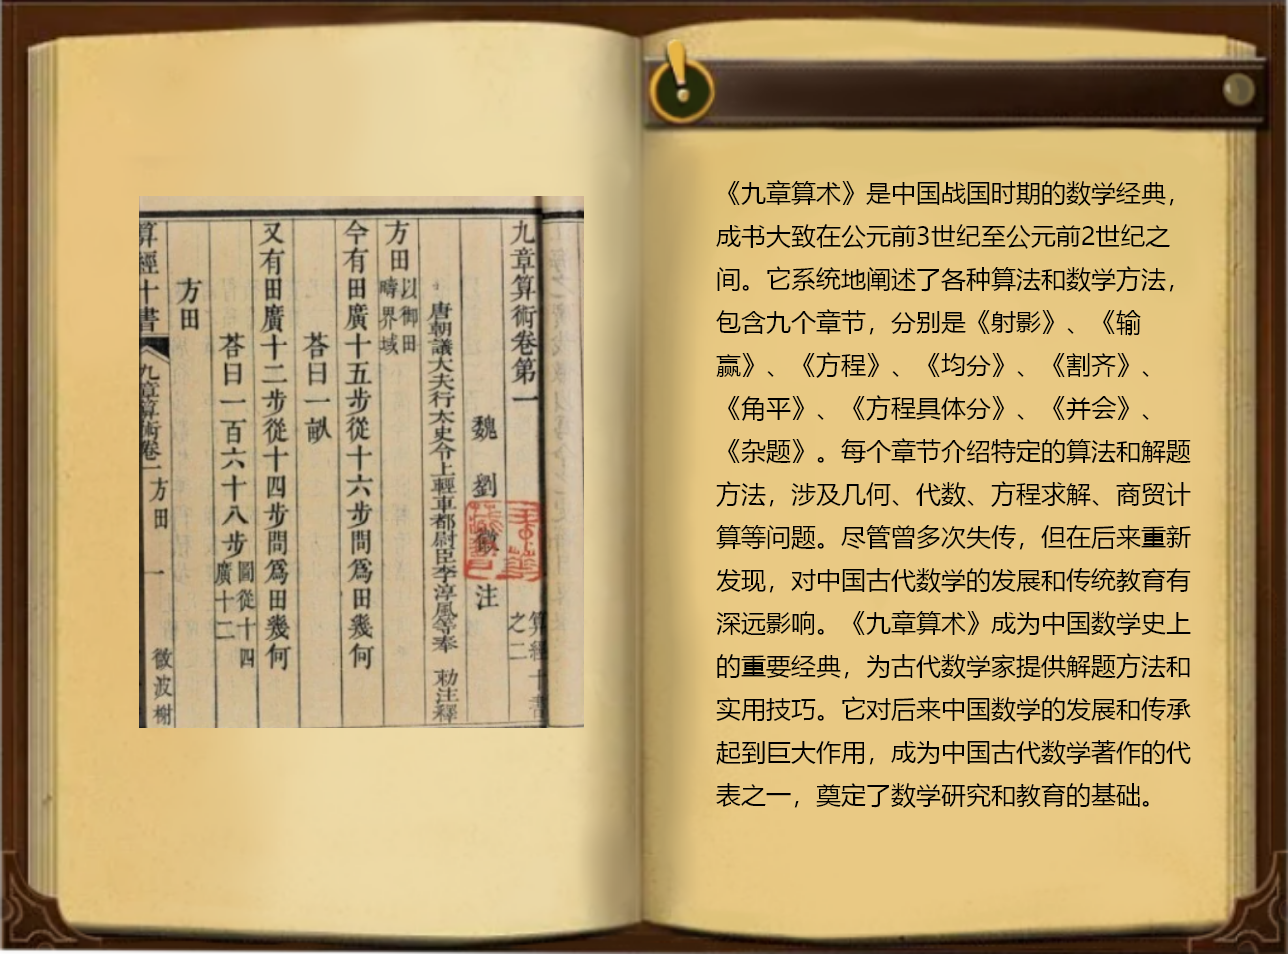 九章算術卷第一
算經十書
之二
魏 劉徽 注
唐朝議大夫行太史令上輕車都尉臣李淳風等奉 勅注釋
方田以御田疇界域
今有田廣十五步從十六步問爲田幾何
荅曰一畝
又有田廣十二步從十四步問爲田幾何
荅曰一百六十八步圖從十四廣十二
方田
算經十書
九章算術卷一
方田
一
微波榭
《九章算术》是中国战国时期的数学经典，
成书大致在公元前3世纪至公元前2世纪之
间。它系统地阐述了各种算法和数学方法，
包含九个章节，分别是《射影》、《输
赢》、《方程》、《均分》、《割齐》、
《角平》、《方程具体分》、《并会》、
《杂题》。每个章节介绍特定的算法和解题
方法，涉及几何、代数、方程求解、商贸计
算等问题。尽管曾多次失传，但在后来重新
发现，对中国古代数学的发展和传统教育有
深远影响。《九章算术》成为中国数学史上
的重要经典，为古代数学家提供解题方法和
实用技巧。它对后来中国数学的发展和传承
起到巨大作用，成为中国古代数学著作的代
表之一，奠定了数学研究和教育的基础。